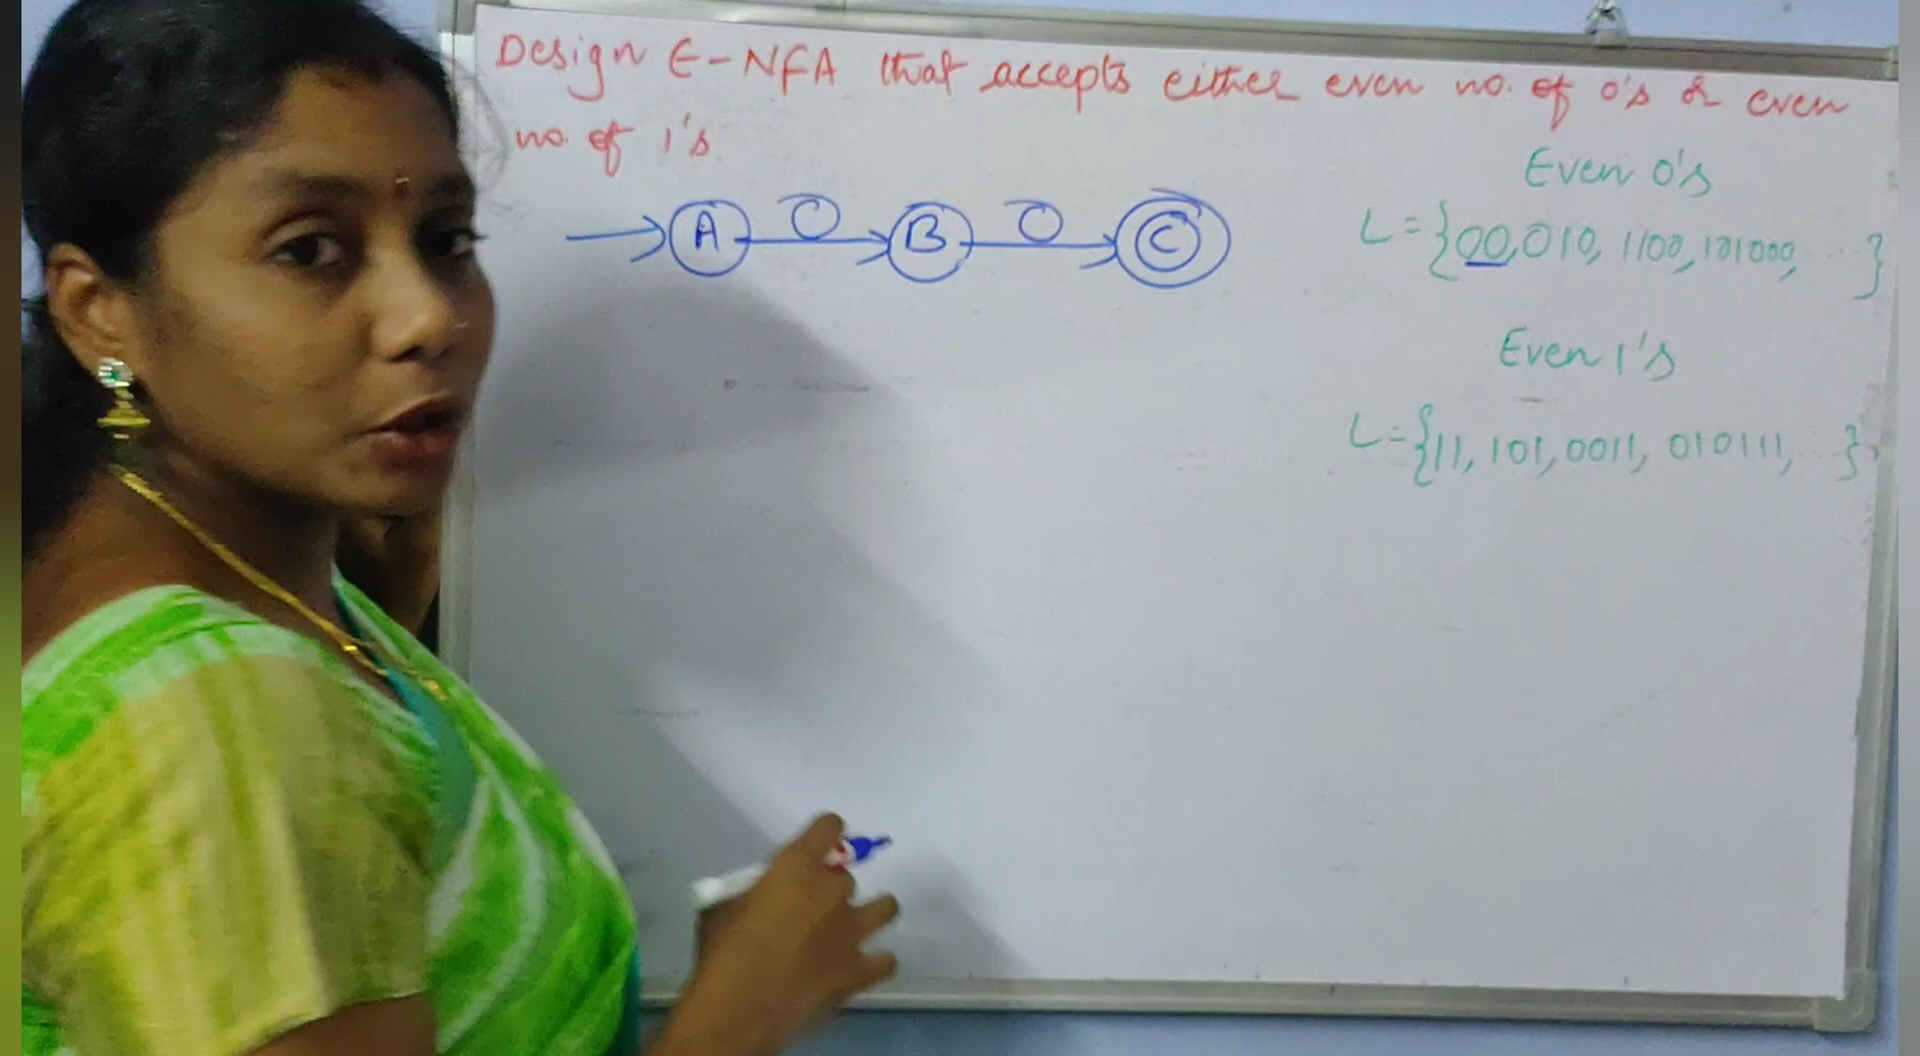 Design ε-NFA that accepts either even no. of 0's or even
no. of 1's
Even 0's
A 0 B 0 C
L={00,010,1100,101000, ... }
Even 1's
L={11,101,0011,010111, }